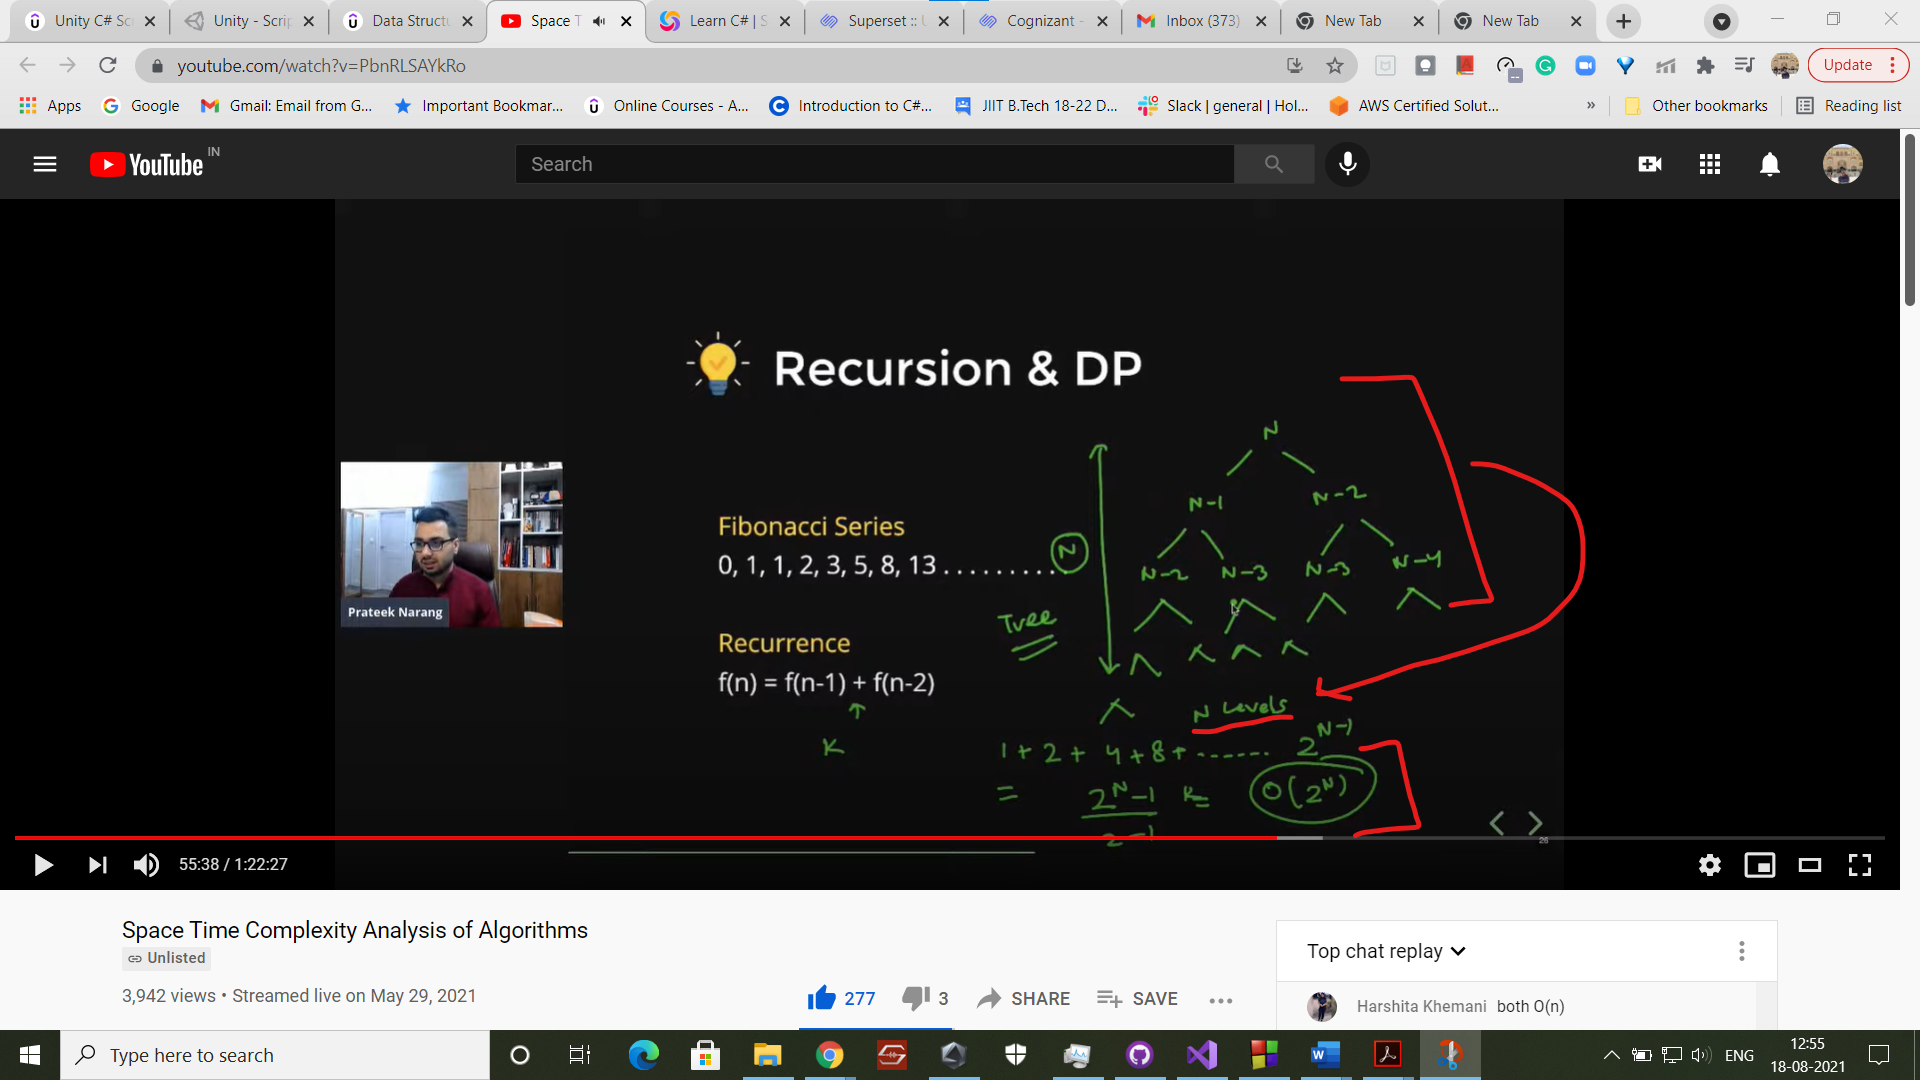 Unity C# Sc
Unity - Scrip
Data Structu
Space T
Learn C# | S
Superset :: U
Cognizant -
Inbox (373)
New Tab
New Tab
youtube.com/watch?v=PbnRLSAYkRo
Update
Apps
Google
Gmail: Email from G...
Important Bookmar...
Online Courses - A...
Introduction to C#...
JIIT B.Tech 18-22 D...
Slack | general | Hol...
AWS Certified Solut...
»
Other bookmarks
Reading list
YouTube IN
Search
Recursion & DP
N
N-1 N-2
N-2 N-3 N-3 N-4
Fibonacci Series
0, 1, 1, 2, 3, 5, 8, 13 . . . . . . . . . N
Tree
Prateek Narang
Recurrence
f(n) = f(n-1) + f(n-2)
K
N Levels
1 + 2 + 4 + 8 + ....... 2^N-1
= 2^N-1 / 2-1 O(2^N)
26
55:38 / 1:22:27
Space Time Complexity Analysis of Algorithms
Unlisted
3,942 views • Streamed live on May 29, 2021
277
3
SHARE
SAVE
Top chat replay
Harshita Khemani both O(n)
Type here to search
ENG
12:55
18-08-2021